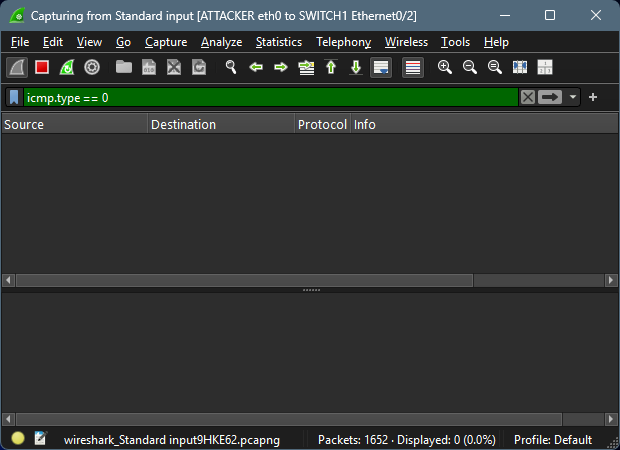 Capturing from Standard input [ATTACKER eth0 to SWITCH1 Ethernet0/2]
File Edit View Go Capture Analyze Statistics Telephony Wireless Tools Help
icmp.type == 0
Source Destination Protocol Info
wireshark_Standard input9HKE62.pcapng Packets: 1652 · Displayed: 0 (0.0%) Profile: Default